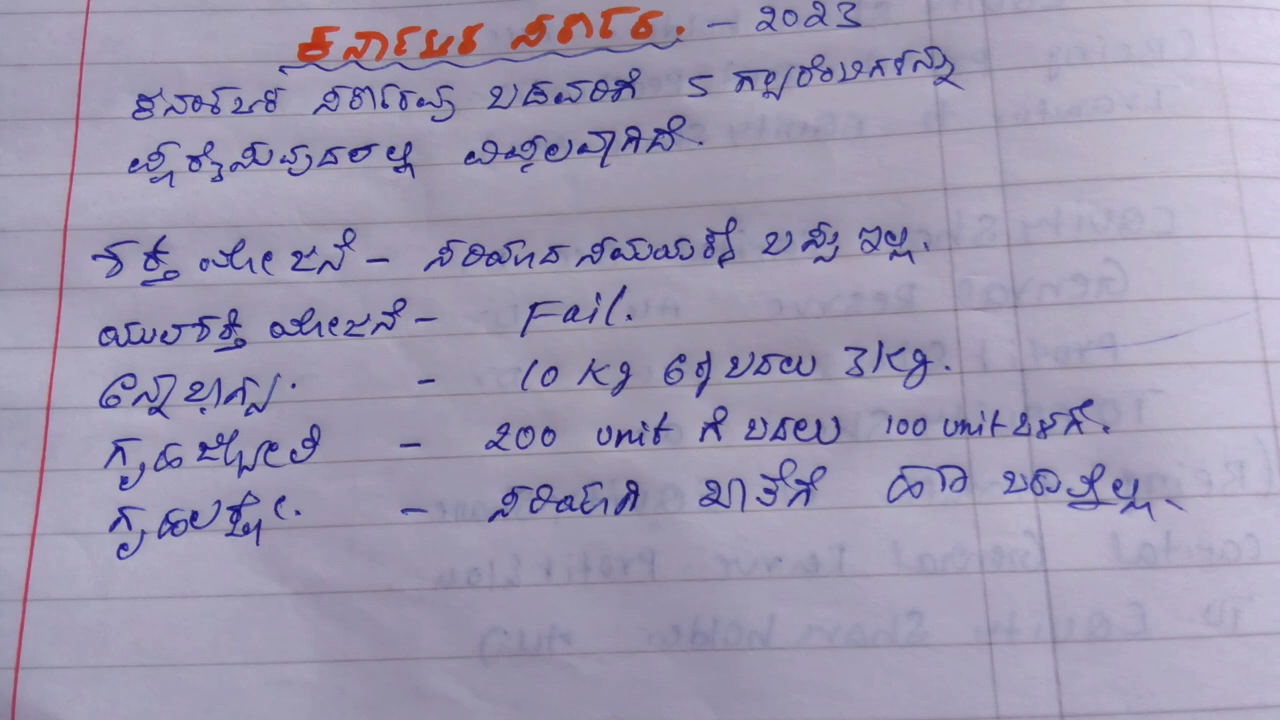 ಕರ್ನಾಟಕ ಸರ್ಕಾರ. - 2023
ಕರ್ನಾಟಕ ಸರ್ಕಾರವು ಬಡವರಿಗೆ 5 ಗ್ಯಾರಂಟಿಗಳನ್ನು
ವಿಫಲವಾಗಿದೆ.
ಶಕ್ತಿ ಯೋಜನೆ - ಸರಿಯಾದ ಸಮಯಕ್ಕೆ ಬಸ್ಸು ಇಲ್ಲ.
ಯುವಶಕ್ತಿ ಯೋಜನೆ - Fail.
ಅನ್ನಭಾಗ್ಯ. - 10 Kg ಅಕ್ಕಿ ಬದಲು 3 Kg.
ಗೃಹಜ್ಯೋತಿ - 200 unit ಗೆ ಬದಲು 100 unit ಬಳಕೆ.
ಗೃಹಲಕ್ಷ್ಮೀ. - ಸರಿಯಾಗಿ ಖಾತೆಗೆ ಹಣ ಬರುತ್ತಿಲ್ಲ.